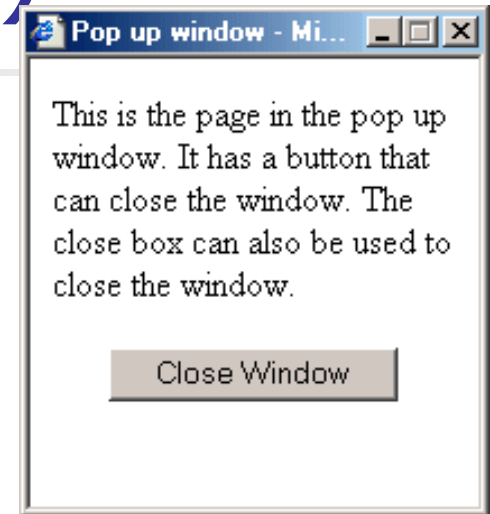 Pop up window - Mi...
This is the page in the pop up
window. It has a button that
can close the window. The
close box can also be used to
close the window.
Close Window